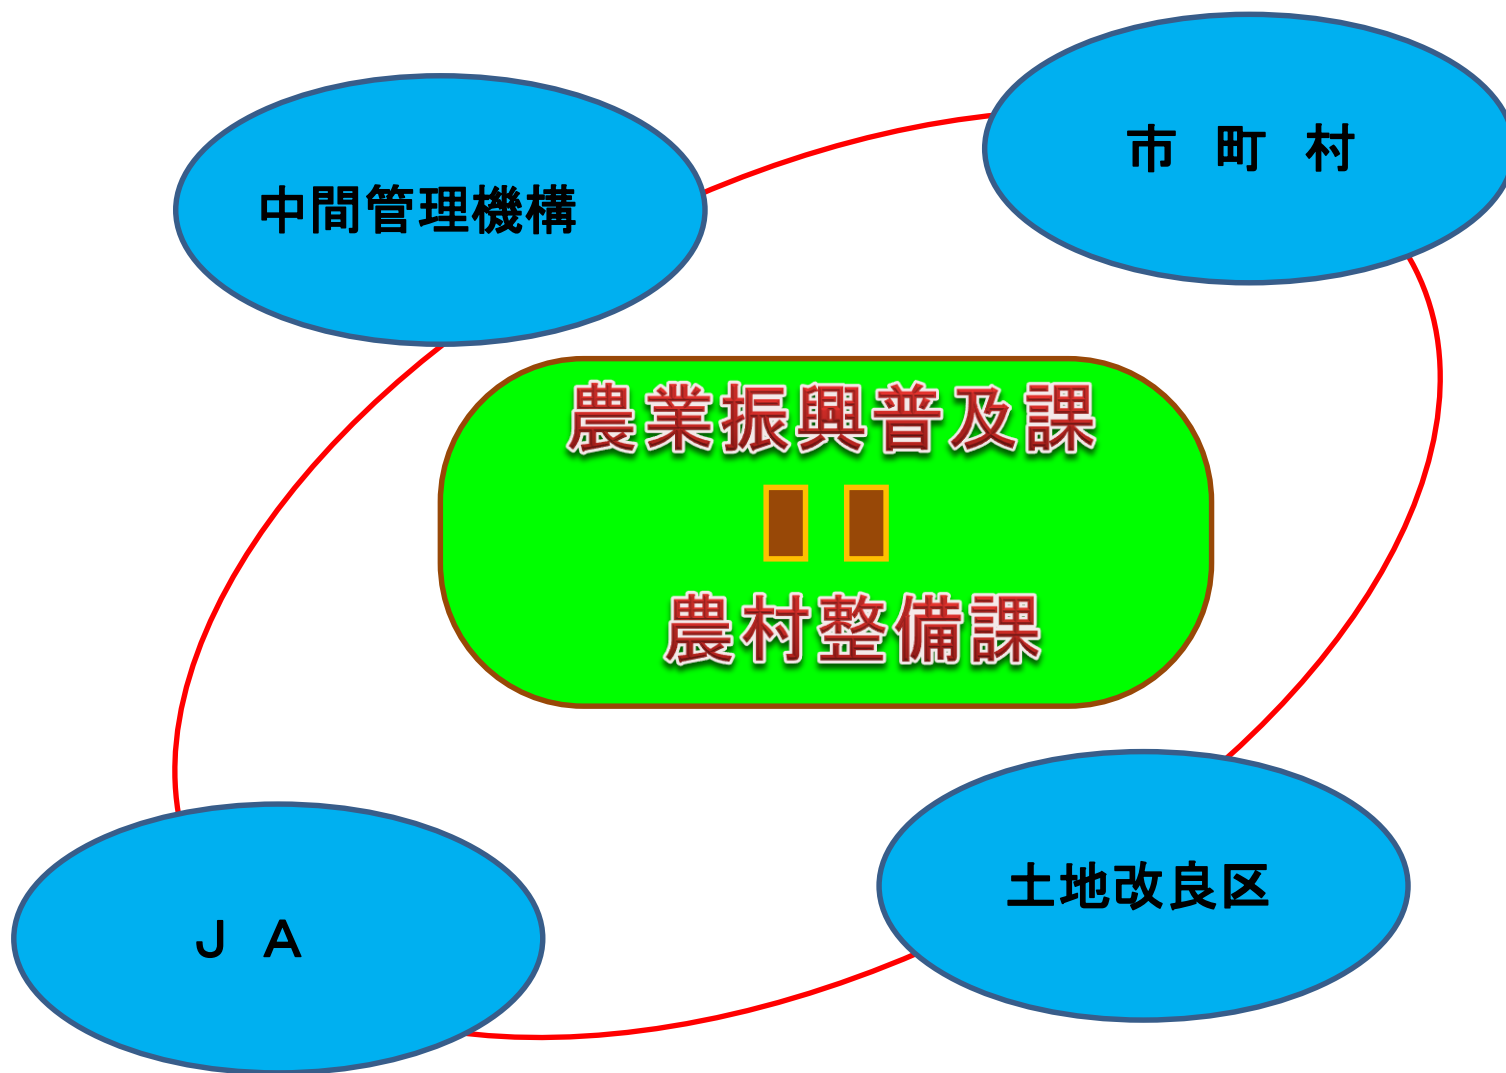 市　町　村
中間管理機構
農業振興普及課
農村整備課
土地改良区
Ｊ　Ａ